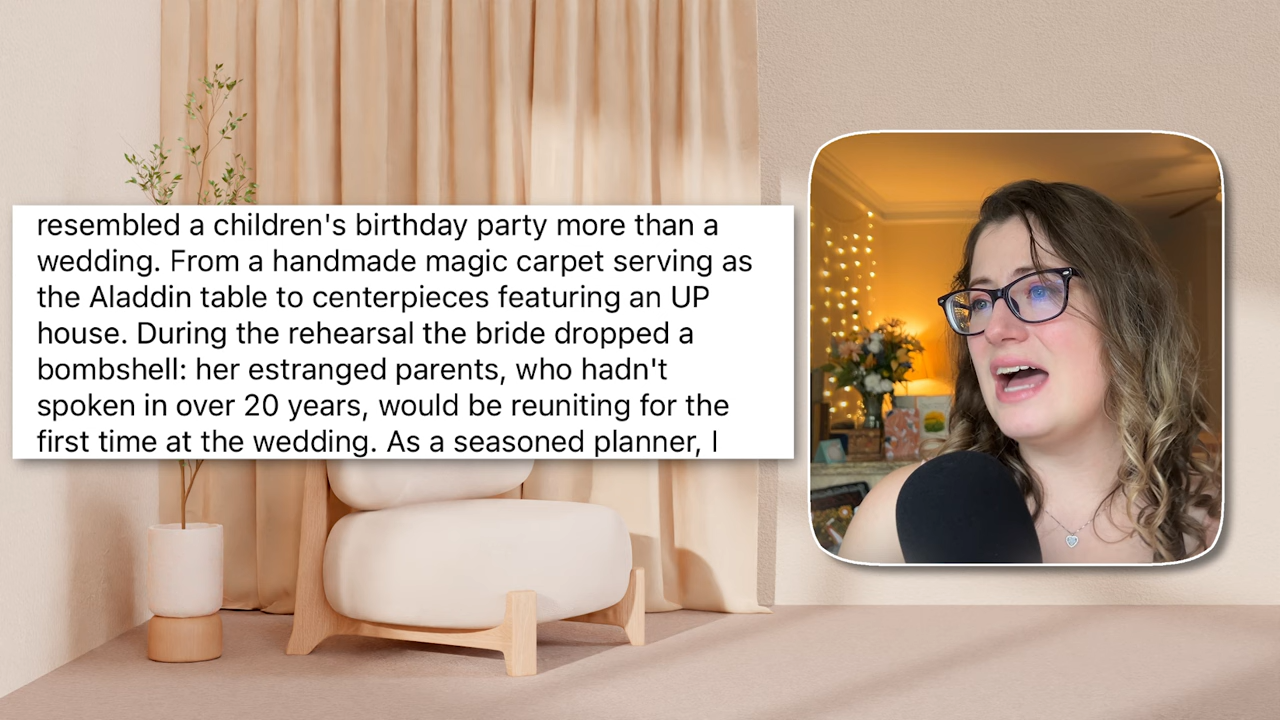 resembled a children's birthday party more than a
wedding. From a handmade magic carpet serving as
the Aladdin table to centerpieces featuring an UP
house. During the rehearsal the bride dropped a
bombshell: her estranged parents, who hadn't
spoken in over 20 years, would be reuniting for the
first time at the wedding. As a seasoned planner, I